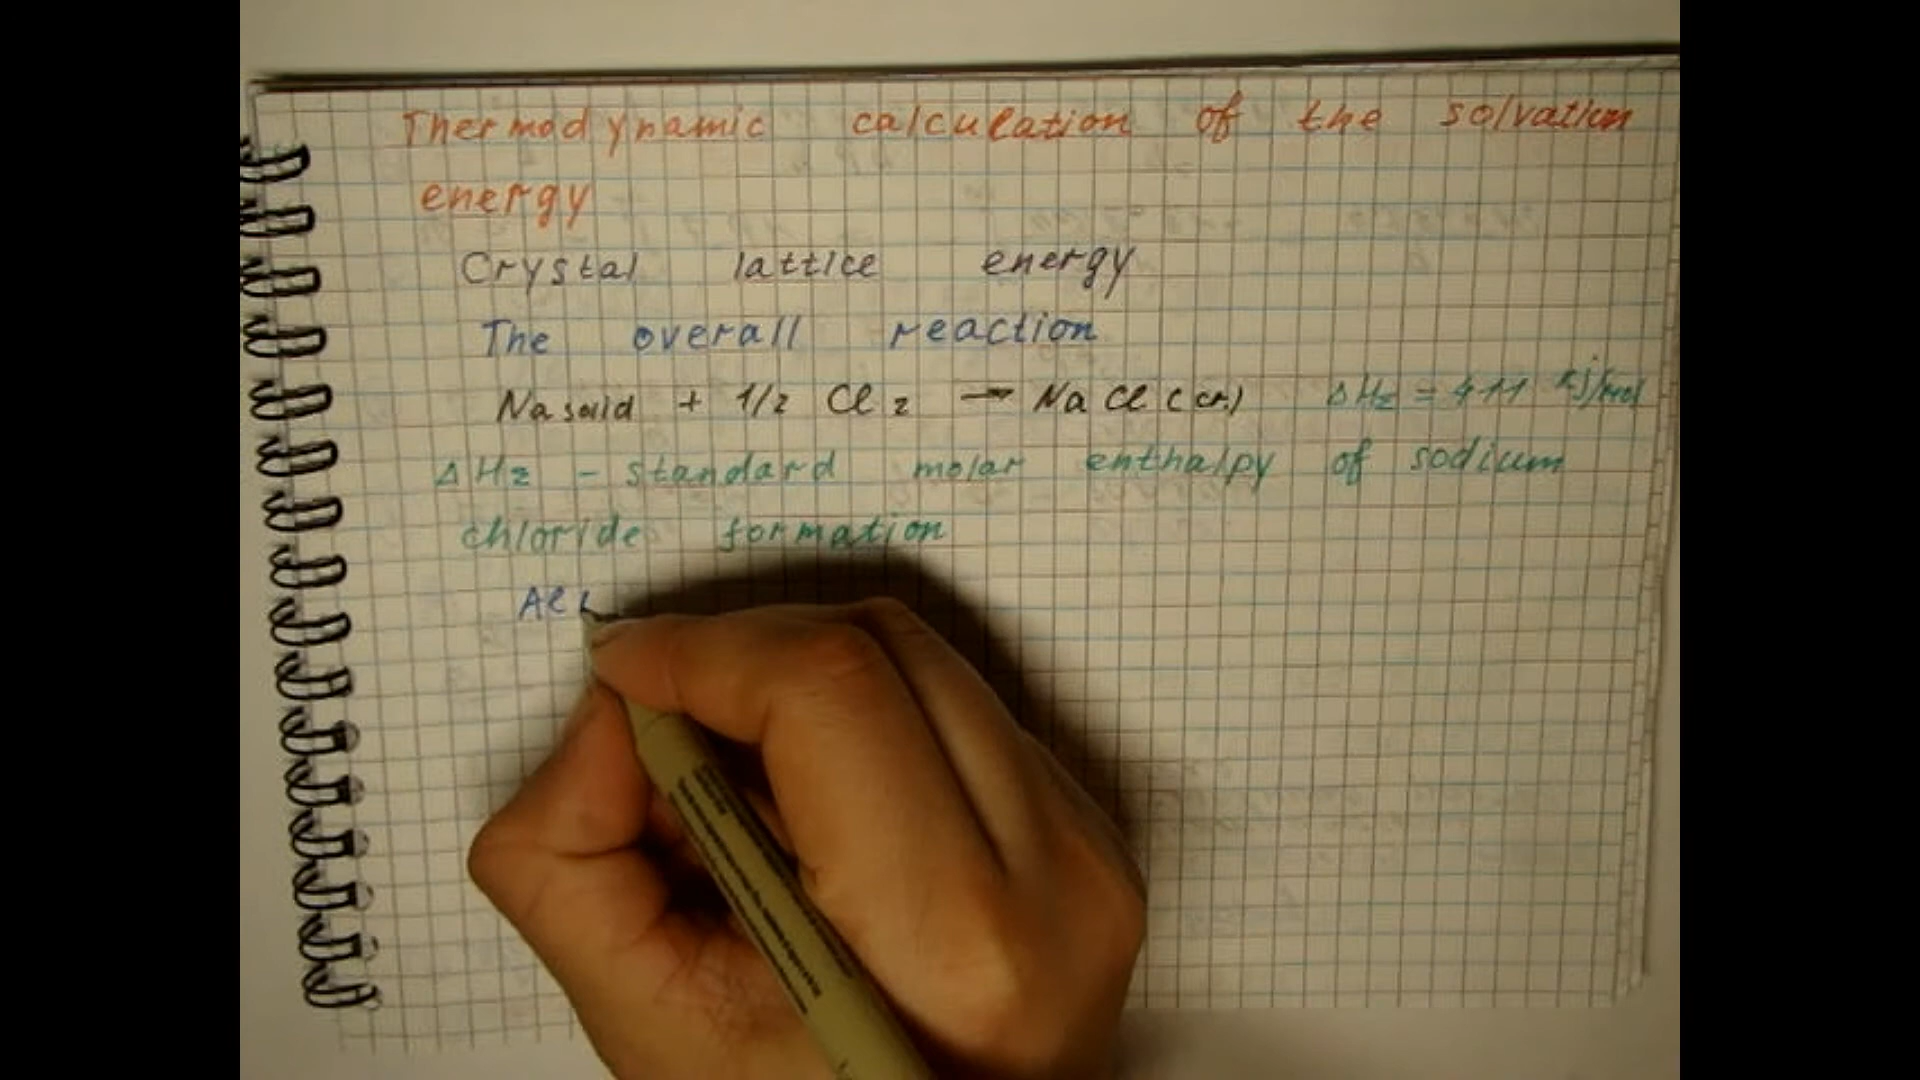 Thermodynamic calculation of the solvation
energy
Crystal lattice energy
The overall reaction
Na solid + 1/2 Cl2 → NaCl (cr.) ΔH2 = 411 kj/mol
ΔH2 - standard molar enthalpy of sodium
chloride formation